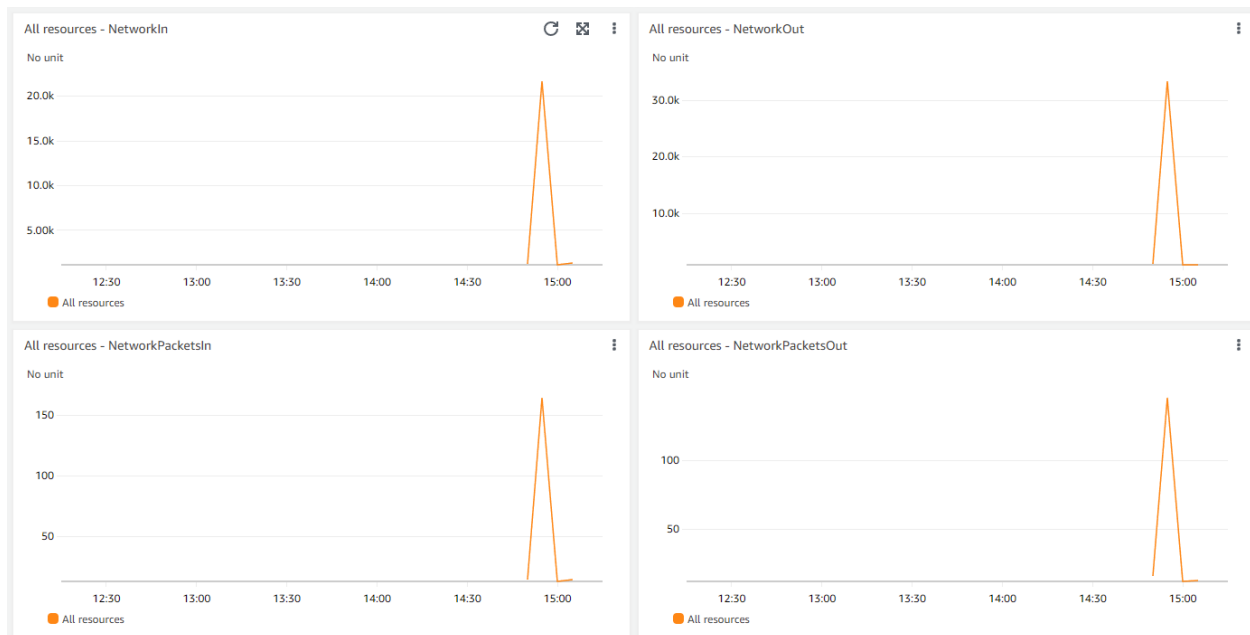 All resources - NetworkIn
No unit
20.0k
15.0k
10.0k
5.00k
12:30 13:00 13:30 14:00 14:30 15:00
All resources
All resources - NetworkOut
No unit
30.0k
20.0k
10.0k
12:30 13:00 13:30 14:00 14:30 15:00
All resources
All resources - NetworkPacketsIn
No unit
150
100
50
12:30 13:00 13:30 14:00 14:30 15:00
All resources
All resources - NetworkPacketsOut
No unit
100
50
12:30 13:00 13:30 14:00 14:30 15:00
All resources